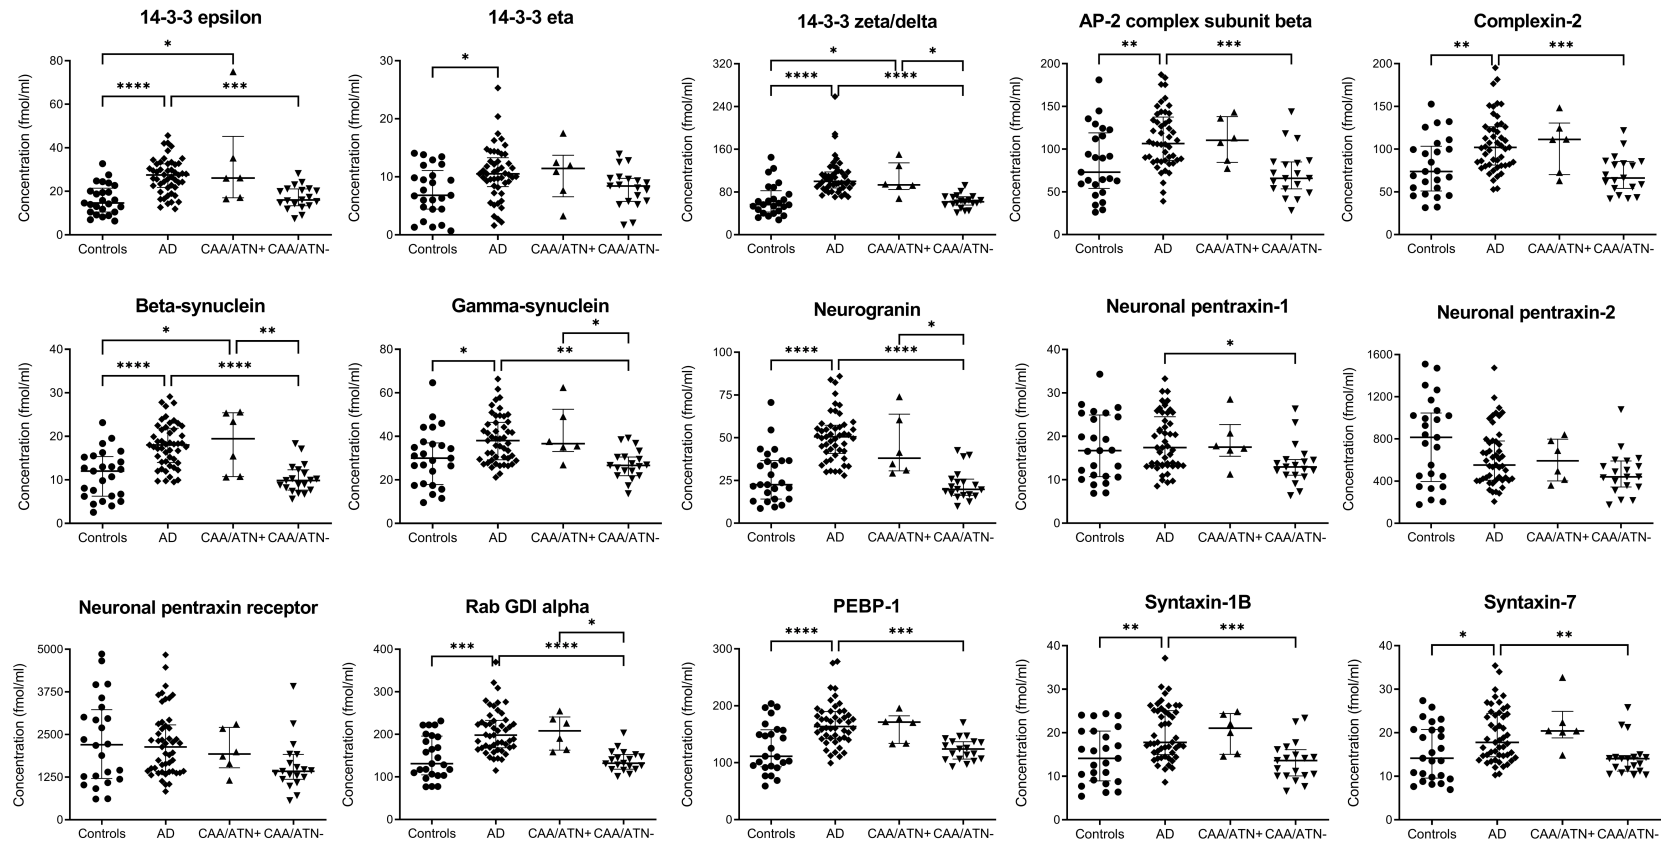 14-3-3 epsilon
* **** ***
Concentration (fmol/ml)
80
60
40
20
0
Controls AD CAA/ATN+ CAA/ATN-
14-3-3 eta
*
Concentration (fmol/ml)
30
20
10
0
Controls AD CAA/ATN+ CAA/ATN-
14-3-3 zeta/delta
* * **** ****
Concentration (fmol/ml)
320
240
160
80
0
Controls AD CAA/ATN+ CAA/ATN-
AP-2 complex subunit beta
** ***
Concentration (fmol/ml)
200
150
100
50
0
Controls AD CAA/ATN+ CAA/ATN-
Complexin-2
** ***
Concentration (fmol/ml)
200
150
100
50
0
Controls AD CAA/ATN+ CAA/ATN-
Beta-synuclein
* ** **** ****
Concentration (fmol/ml)
40
30
20
10
0
Controls AD CAA/ATN+ CAA/ATN-
Gamma-synuclein
* * **
Concentration (fmol/ml)
80
60
40
20
0
Controls AD CAA/ATN+ CAA/ATN-
Neurogranin
* **** ****
Concentration (fmol/ml)
100
75
50
25
0
Controls AD CAA/ATN+ CAA/ATN-
Neuronal pentraxin-1
*
Concentration (fmol/ml)
40
30
20
10
0
Controls AD CAA/ATN+ CAA/ATN-
Neuronal pentraxin-2
Concentration (fmol/ml)
1600
1200
800
400
0
Controls AD CAA/ATN+ CAA/ATN-
Neuronal pentraxin receptor
Concentration (fmol/ml)
5000
3750
2500
1250
0
Controls AD CAA/ATN+ CAA/ATN-
Rab GDI alpha
* *** ****
Concentration (fmol/ml)
400
300
200
100
0
Controls AD CAA/ATN+ CAA/ATN-
PEBP-1
**** ***
Concentration (fmol/ml)
300
200
100
0
Controls AD CAA/ATN+ CAA/ATN-
Syntaxin-1B
** ***
Concentration (fmol/ml)
40
30
20
10
0
Controls AD CAA/ATN+ CAA/ATN-
Syntaxin-7
* **
Concentration (fmol/ml)
40
30
20
10
0
Controls AD CAA/ATN+ CAA/ATN-